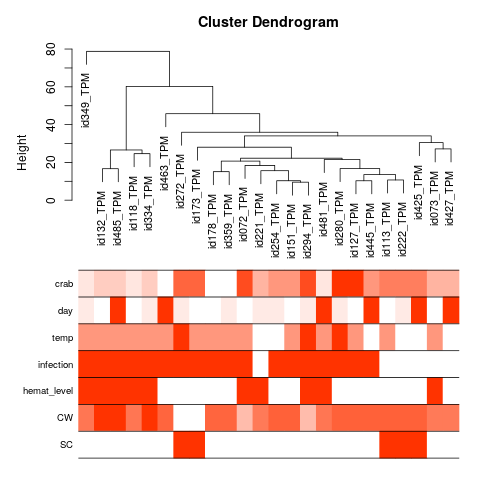 Cluster Dendrogram
Height
80
60
40
20
0
id349_TPM
id132_TPM
id485_TPM
id118_TPM
id334_TPM
id463_TPM
id272_TPM
id173_TPM
id178_TPM
id359_TPM
id072_TPM
id221_TPM
id254_TPM
id151_TPM
id294_TPM
id481_TPM
id280_TPM
id127_TPM
id445_TPM
id113_TPM
id222_TPM
id425_TPM
id073_TPM
id427_TPM
crab
day
temp
infection
hemat_level
CW
SC